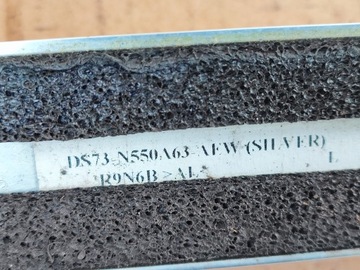 DS73-N550A63-AFW (SILVER)
R9N6B >AL<
L